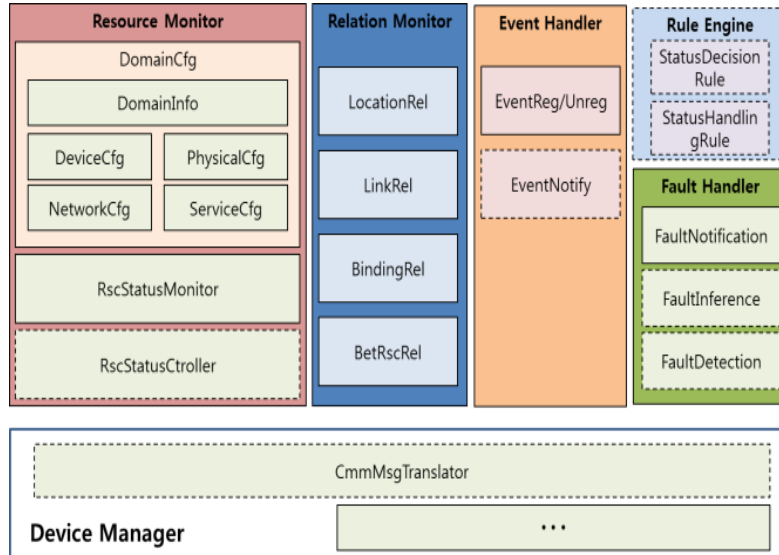 Resource Monitor
DomainCfg
DomainInfo
DeviceCfg
PhysicalCfg
NetworkCfg
ServiceCfg
RscStatusMonitor
RscStatusCtroller
Relation Monitor
LocationRel
LinkRel
BindingRel
BetRscRel
Event Handler
EventReg/Unreg
EventNotify
Rule Engine
StatusDecision
Rule
StatusHandlin
gRule
Fault Handler
FaultNotification
FaultInference
FaultDetection
CmmMsgTranslator
Device Manager
...